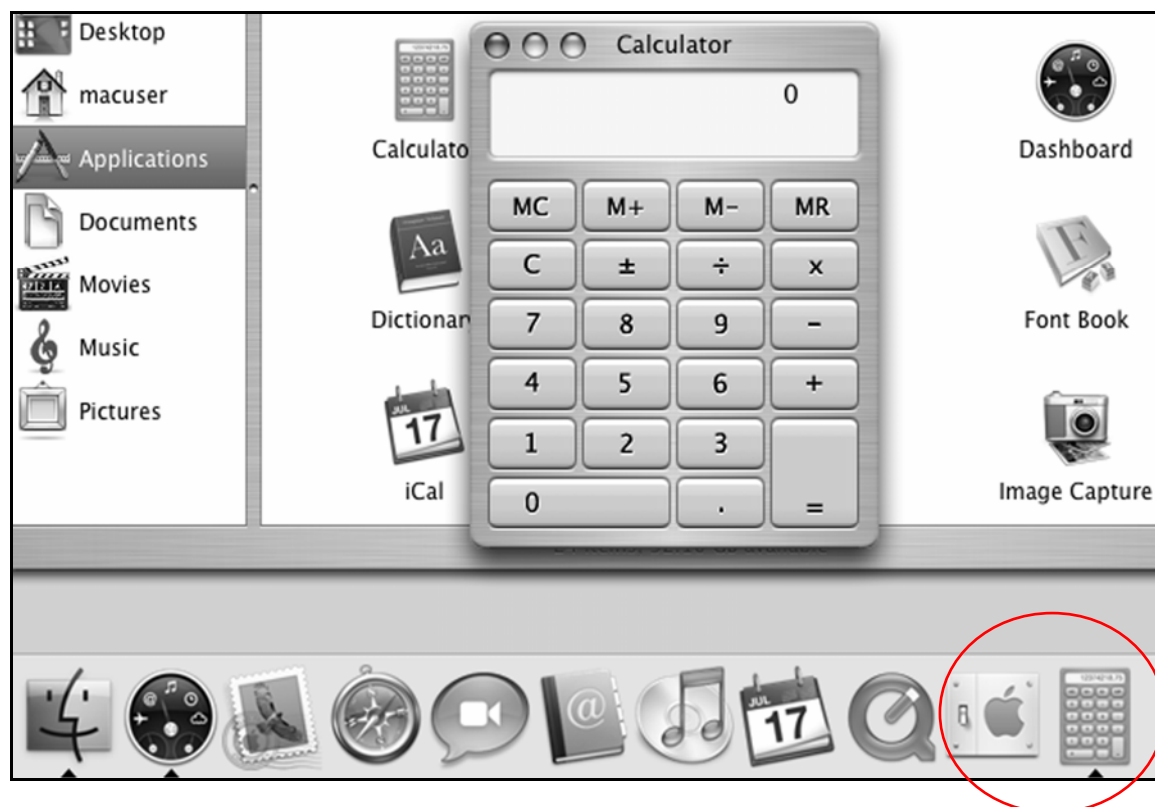 Desktop
macuser
Applications
Documents
Movies
Music
Pictures
Calculato
Aa
Dictionar
JUL
17
iCal
Calculator
0
MC M+ M- MR
C ± ÷ x
7 8 9 -
4 5 6 +
1 2 3
0 . =
Dashboard
F
Font Book
Image Capture
@
JUL
17